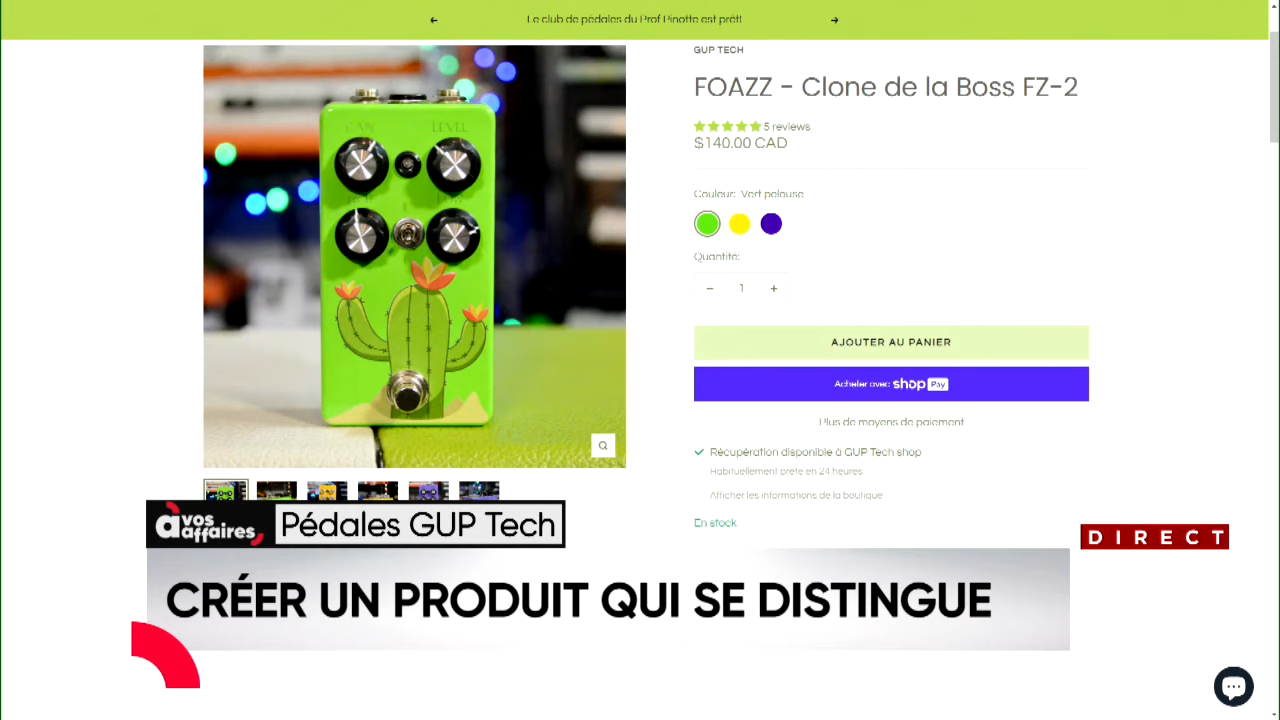 Le club de pédales du Prof Pinotte est prêt!
GUP TECH
FOAZZ - Clone de la Boss FZ-2
5 reviews
$140.00 CAD
Couleur: Vert pelouse
Quantité:
− 1 +
AJOUTER AU PANIER
Acheter avec shop Pay
Plus de moyens de paiement
Récupération disponible à GUP Tech shop
Habituellement prête en 24 heures
Afficher les informations de la boutique
En stock
LEVEL
à vos affaires
Pédales GUP Tech
DIRECT
CRÉER UN PRODUIT QUI SE DISTINGUE